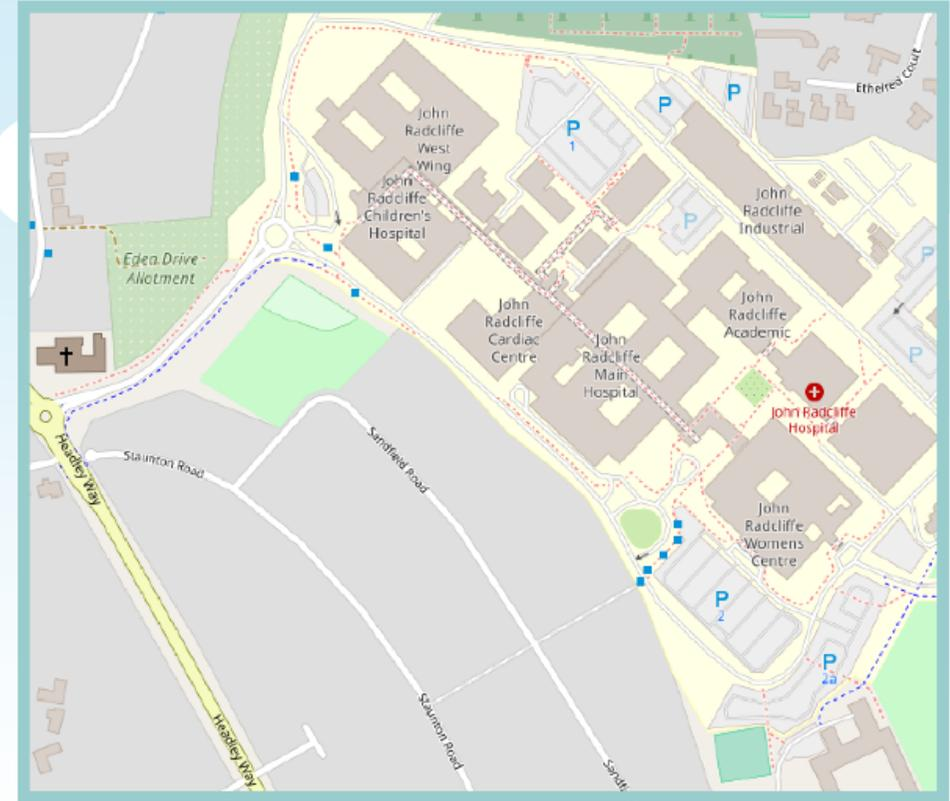 Ethelred Court
P
P
P
1
John
Radcliffe
West
Wing
John
Radcliffe
Children's
Hospital
John
Radcliffe
Industrial
P
P
Eden Drive
Allotment
John
Radcliffe
Cardiac
Centre
John
Radcliffe
Academic
John
Radcliffe
Main
Hospital
P
John Radcliffe
Hospital
Headley Way
Staunton Road
Sandfield Road
John
Radcliffe
Womens
Centre
P
2
P
2a
Staunton Road
Headley Way
Sandfi